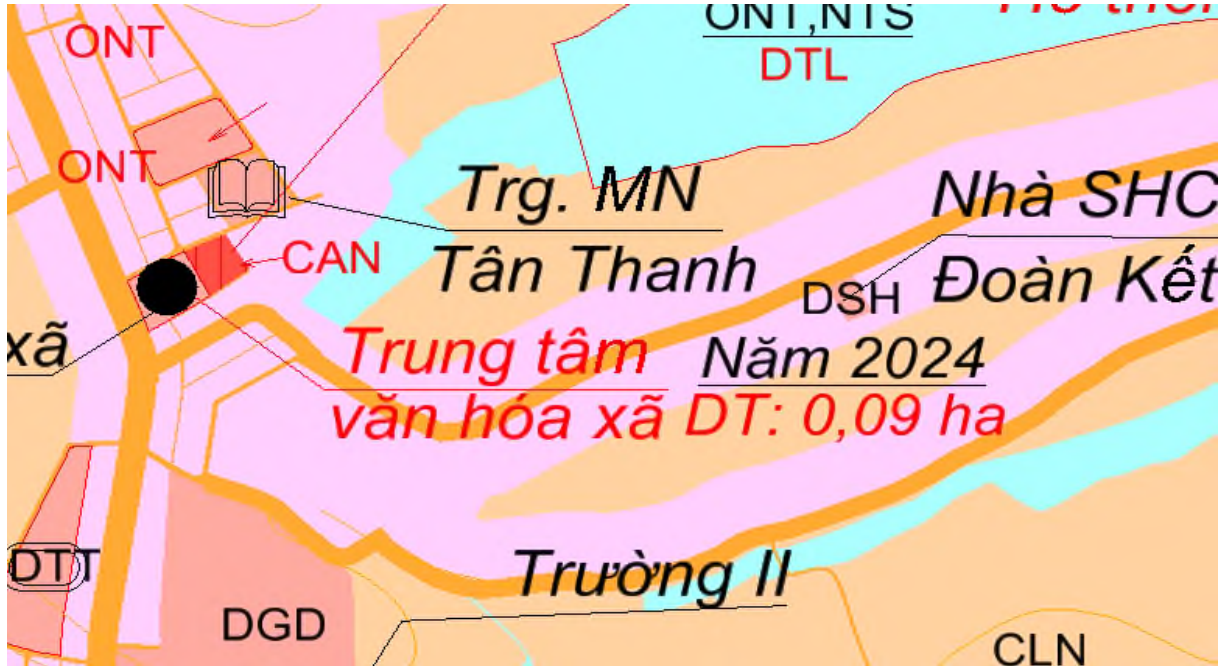 ONT
ONT,NTS
DTL
ONT
Trg. MN
Tân Thanh
CAN
Nhà SHC
Đoàn Kết
DSH
xã
Trung tâm
văn hóa xã DT: 0,09 ha
Năm 2024
DTT
DGD
Trường II
CLN